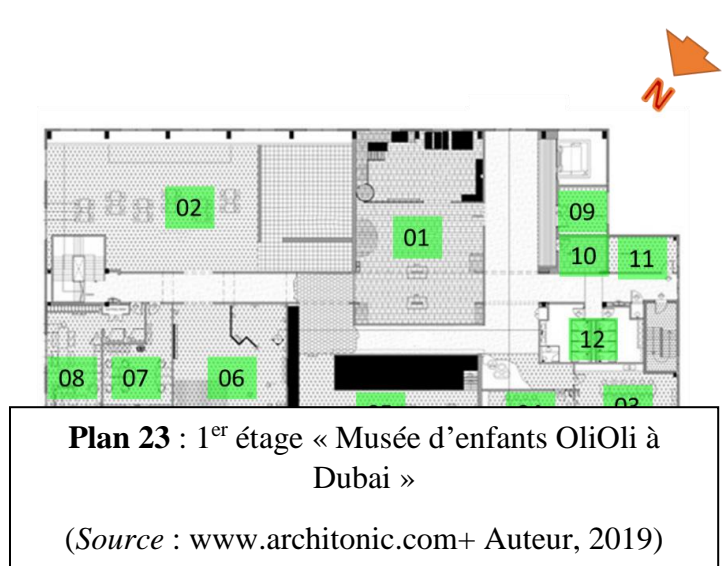 N
09
02
01
10
11
12
08
07
06
03
Plan 23 : 1er étage « Musée d'enfants OliOli à
Dubai »
(Source : www.architonic.com+ Auteur, 2019)